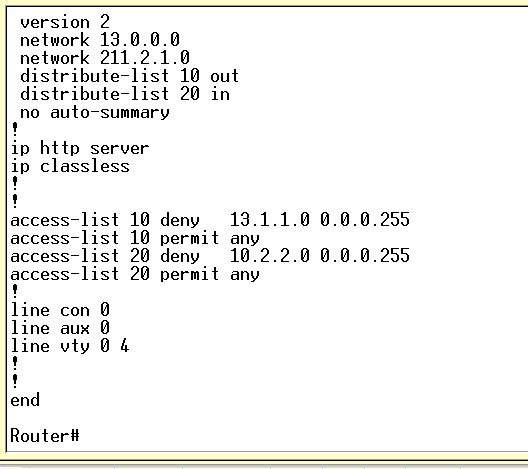 version 2
network 13.0.0.0
network 211.2.1.0
distribute-list 10 out
distribute-list 20 in
no auto-summary
!
ip http server
ip classless
!
!
access-list 10 deny   13.1.1.0 0.0.0.255
access-list 10 permit any
access-list 20 deny   10.2.2.0 0.0.0.255
access-list 20 permit any
!
line con 0
line aux 0
line vty 0 4
!
!
end
Router#